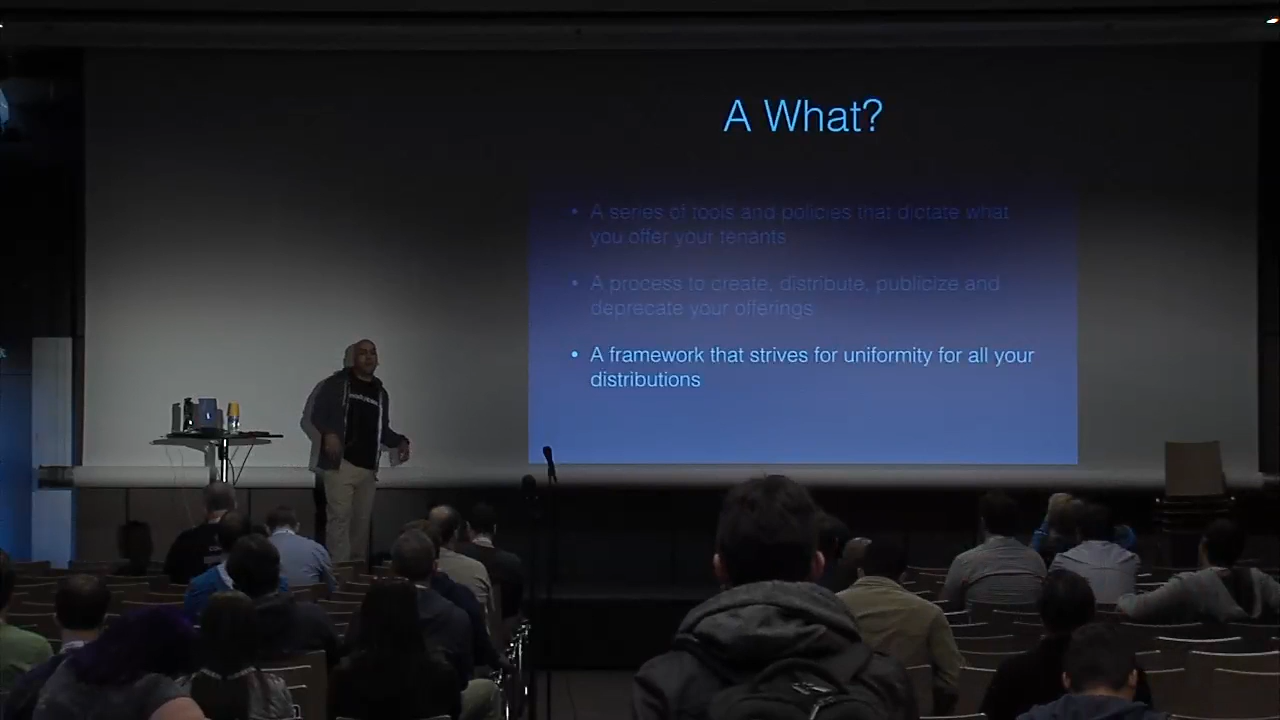 A What?
• A series of tools and policies that dictate what
you offer your tenants
• A process to create, distribute, publicize and
deprecate your offerings
• A framework that strives for uniformity for all your
distributions